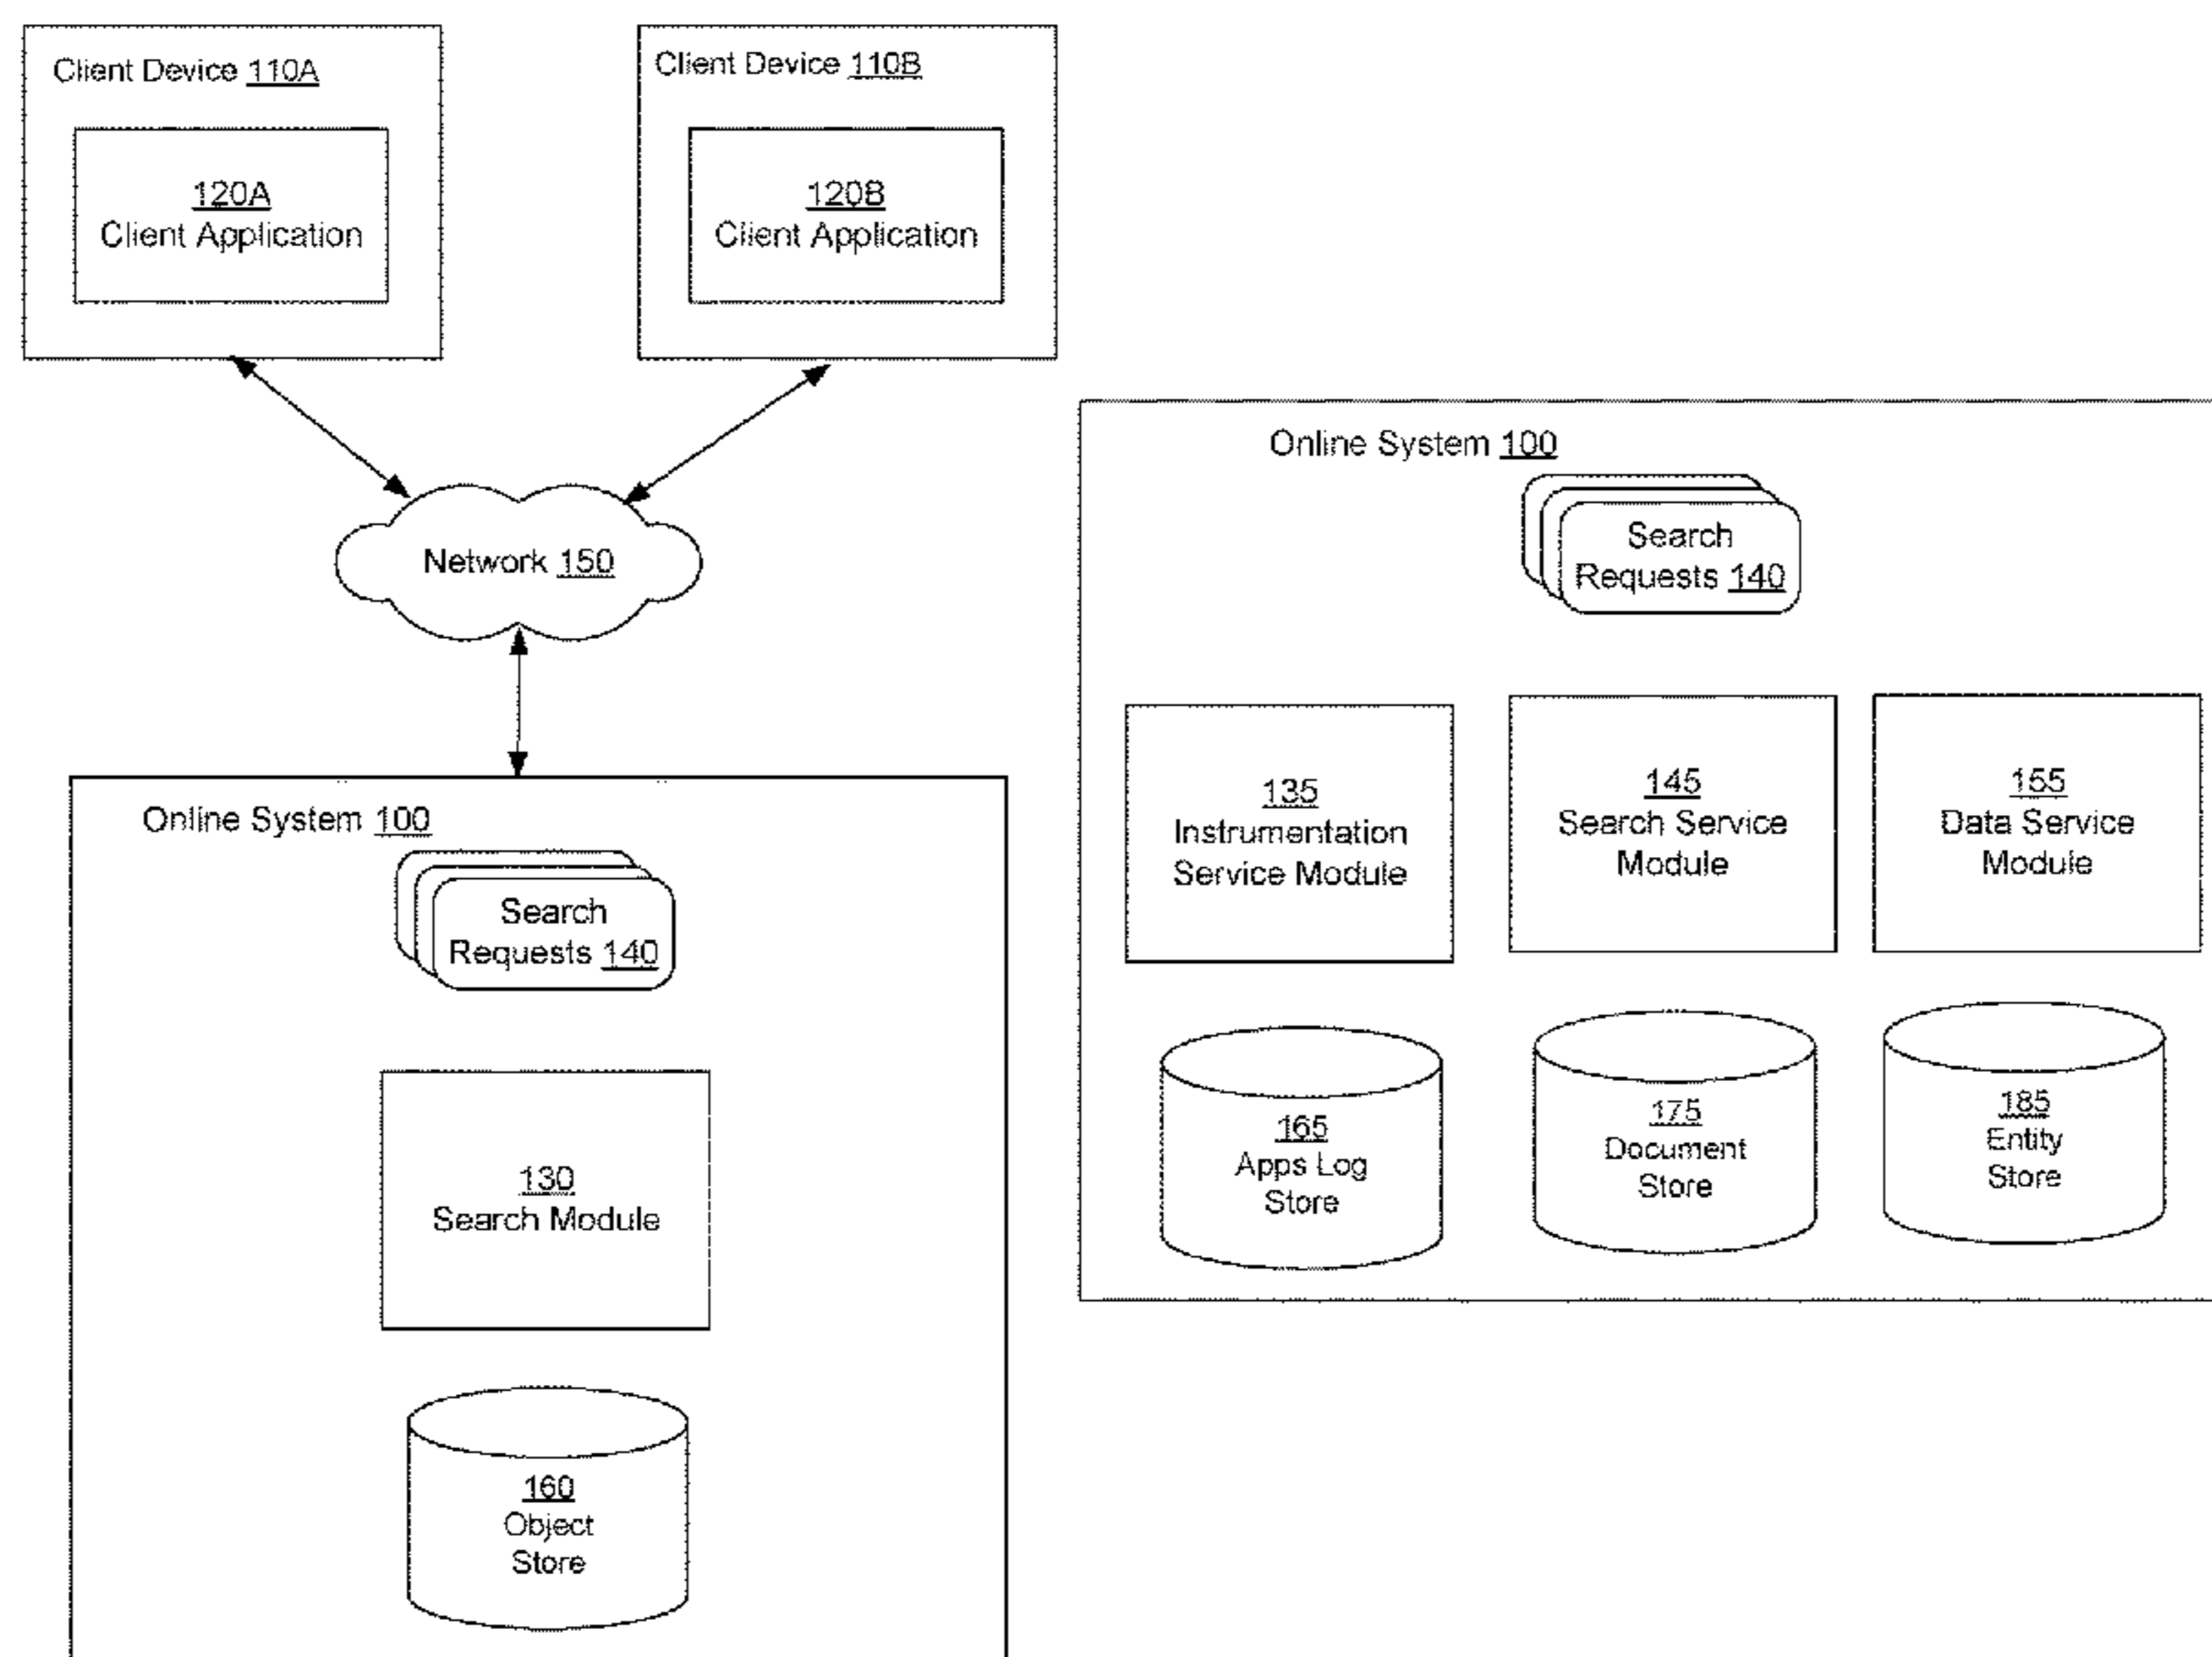 Client Device 110A
120A
Client Application
Client Device 110B
120B
Client Application
Network 150
Online System 100
Search
Requests 140
130
Search Module
160
Object
Store
Online System 100
Search
Requests 140
135
Instrumentation
Service Module
145
Search Service
Module
155
Data Service
Module
165
Apps Log
Store
175
Document
Store
185
Entity
Store